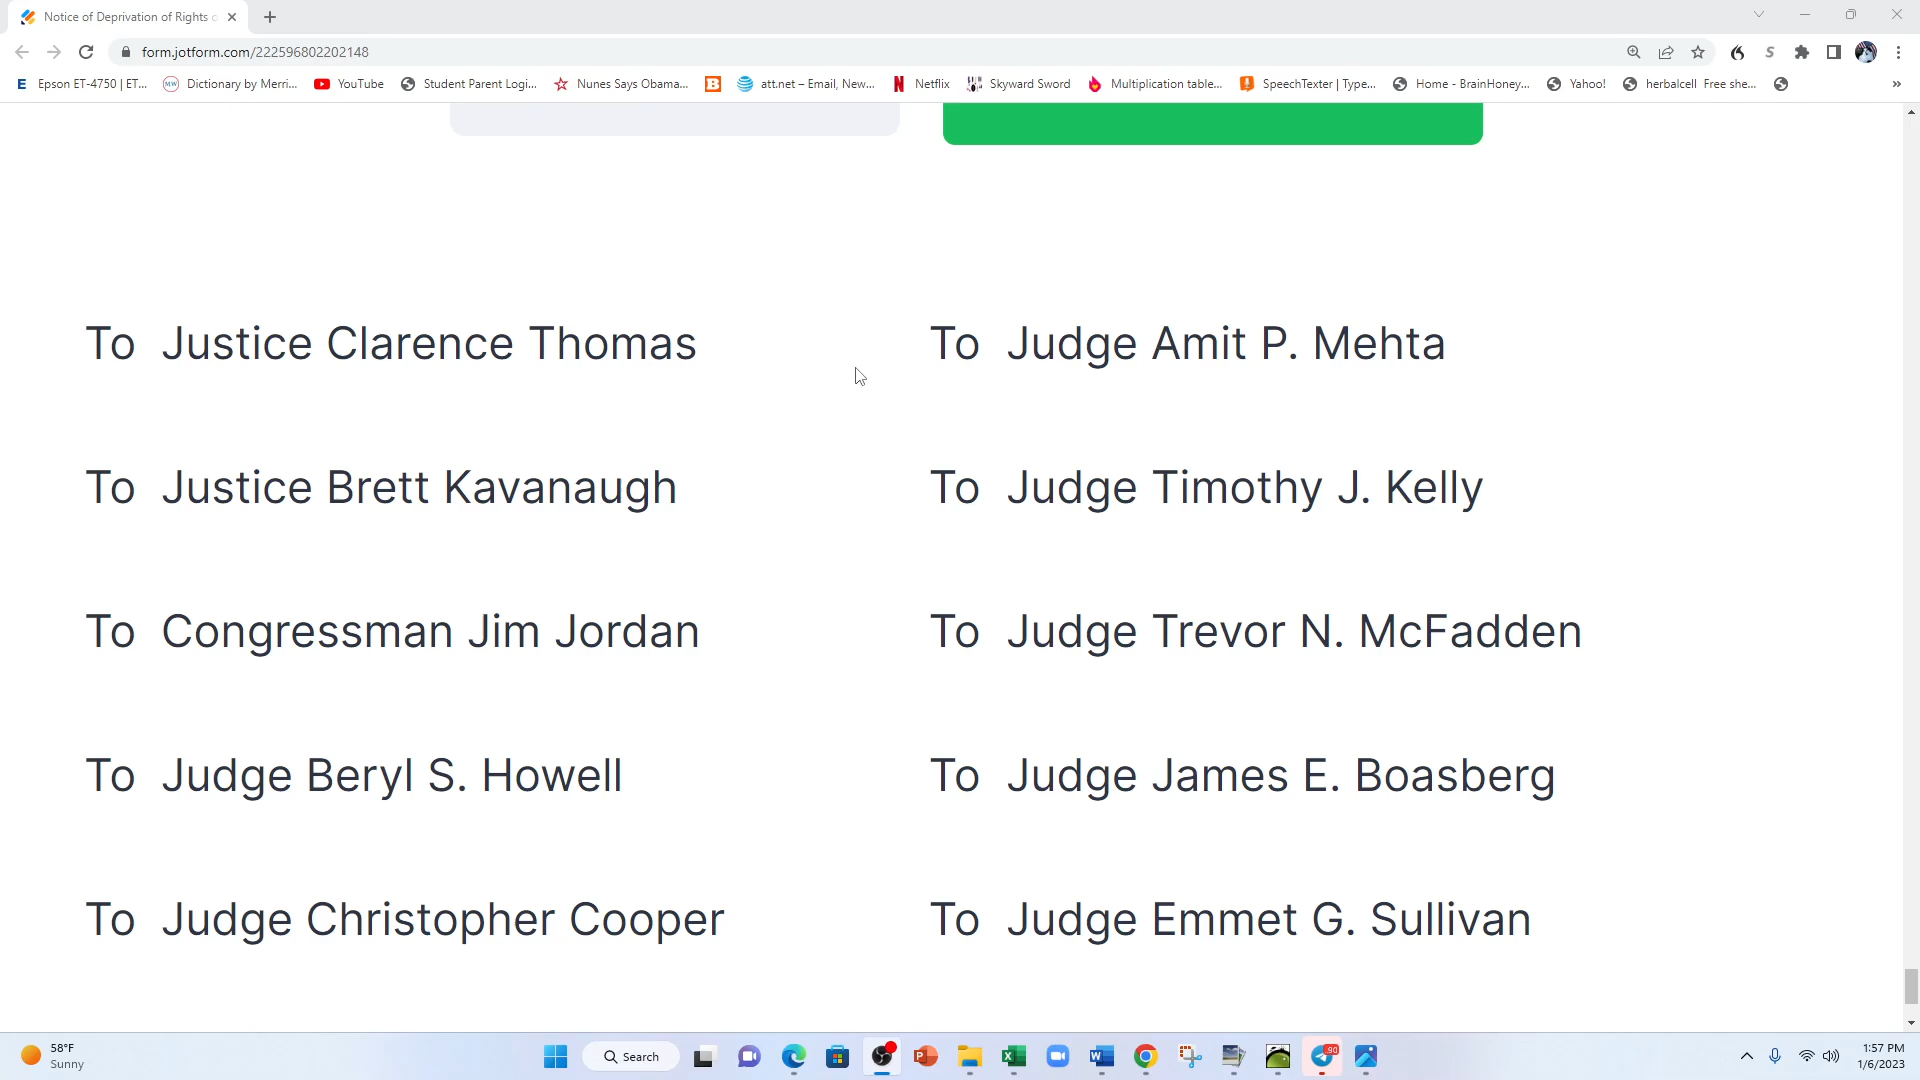 Notice of Deprivation of Rights
form.jotform.com/222596802202148
E Epson ET-4750 | ET... Dictionary by Merri... YouTube Student Parent Logi... Nunes Says Obama... B att.net – Email, New... N Netflix Skyward Sword Multiplication table... SpeechTexter | Type... Home - BrainHoney... Yahoo! herbalcell Free she... »
To Justice Clarence Thomas
To Judge Amit P. Mehta
To Justice Brett Kavanaugh
To Judge Timothy J. Kelly
To Congressman Jim Jordan
To Judge Trevor N. McFadden
To Judge Beryl S. Howell
To Judge James E. Boasberg
To Judge Christopher Cooper
To Judge Emmet G. Sullivan
58°F
Sunny
Search
90
1:57 PM
1/6/2023